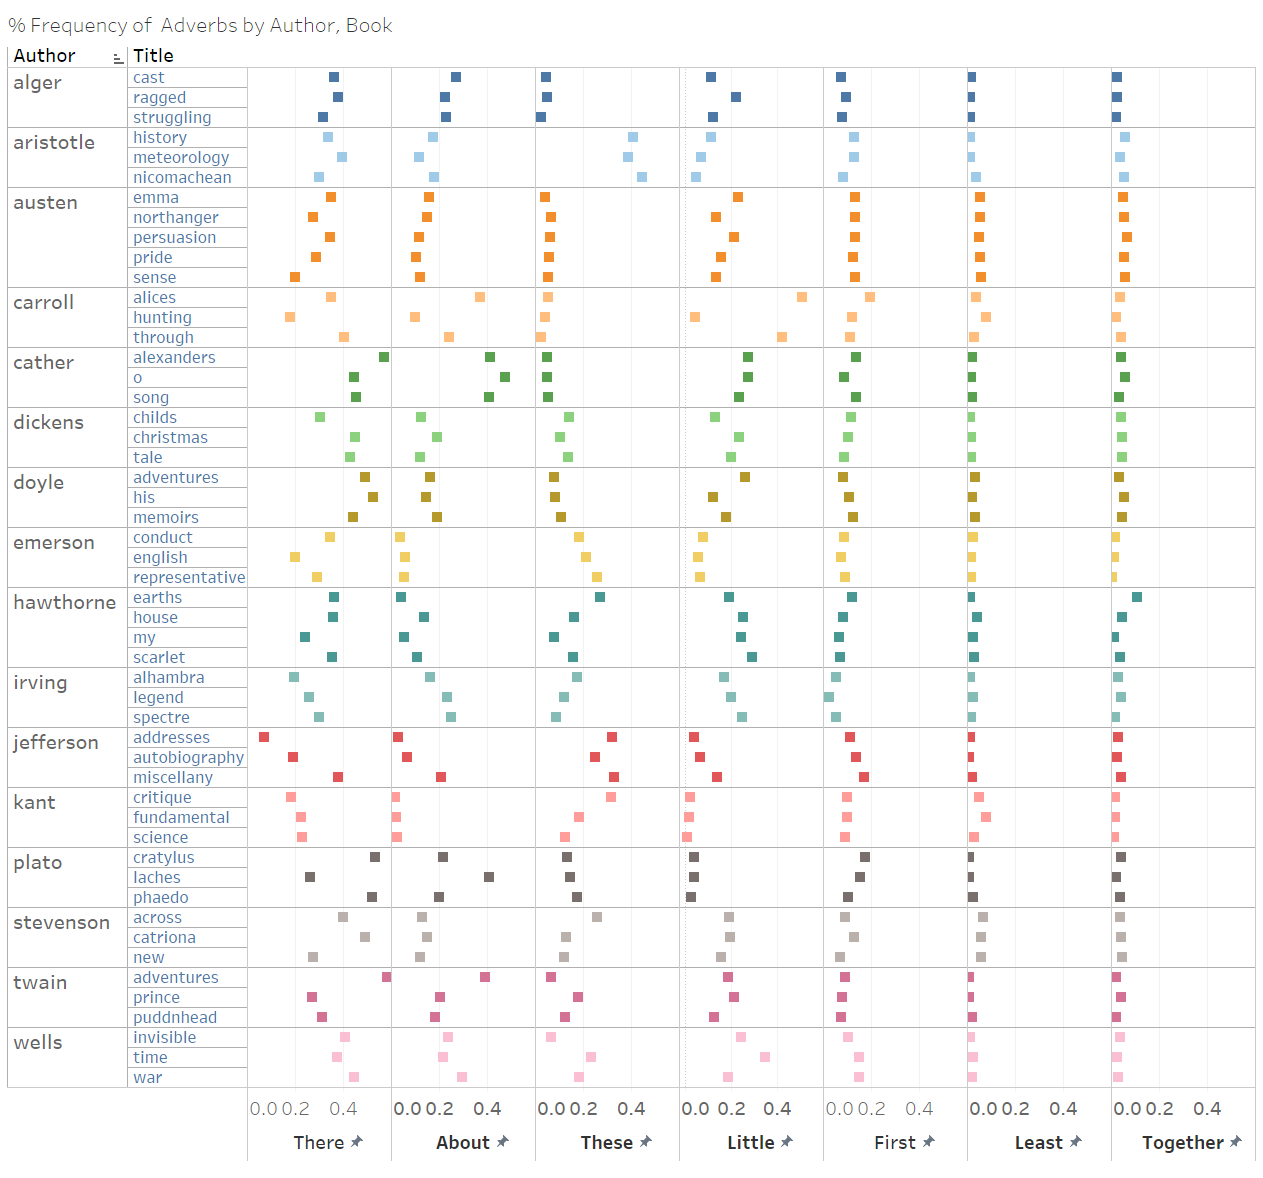 % Frequency of  Adverbs by Author, Book
Author Title
alger cast
ragged
struggling
aristotle history
meteorology
nicomachean
austen emma
northanger
persuasion
pride
sense
carroll alices
hunting
through
cather alexanders
o
song
dickens childs
christmas
tale
doyle adventures
his
memoirs
emerson conduct
english
representative
hawthorne earths
house
my
scarlet
irving alhambra
legend
spectre
jefferson addresses
autobiography
miscellany
kant critique
fundamental
science
plato cratylus
laches
phaedo
stevenson across
catriona
new
twain adventures
prince
puddnhead
wells invisible
time
war
0.0 0.2 0.4 0.0 0.2 0.4 0.0 0.2 0.4 0.0 0.2 0.4 0.0 0.2 0.4 0.0 0.2 0.4 0.0 0.2 0.4
There About These Little First Least Together